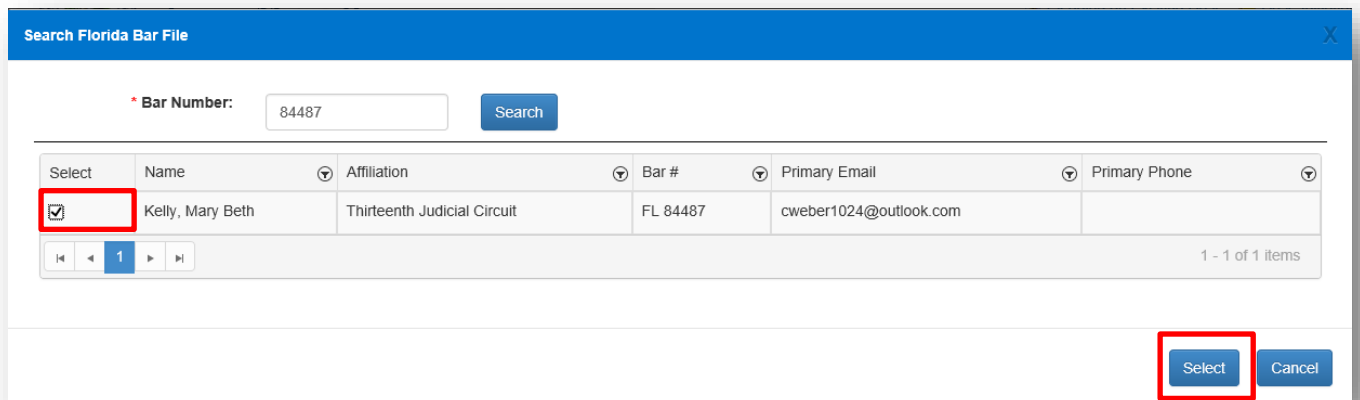 Search Florida Bar File X
* Bar Number: 84487 Search
Select Name Affiliation Bar # Primary Email Primary Phone
Kelly, Mary Beth Thirteenth Judicial Circuit FL 84487 cweber1024@outlook.com
1 1 - 1 of 1 items
Select Cancel